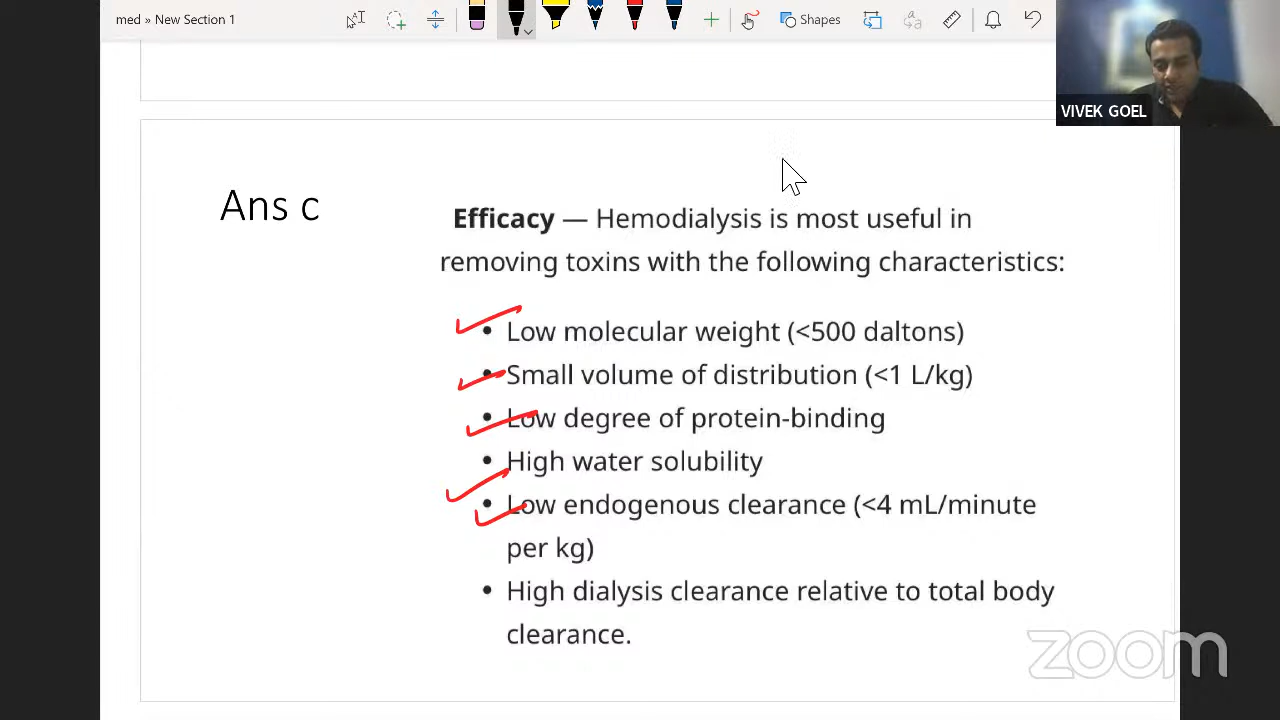 med » New Section 1
Shapes
VIVEK GOEL
Ans c
Efficacy — Hemodialysis is most useful in
removing toxins with the following characteristics:
• Low molecular weight (<500 daltons)
• Small volume of distribution (<1 L/kg)
• Low degree of protein-binding
• High water solubility
• Low endogenous clearance (<4 mL/minute
per kg)
• High dialysis clearance relative to total body
clearance.
zoom